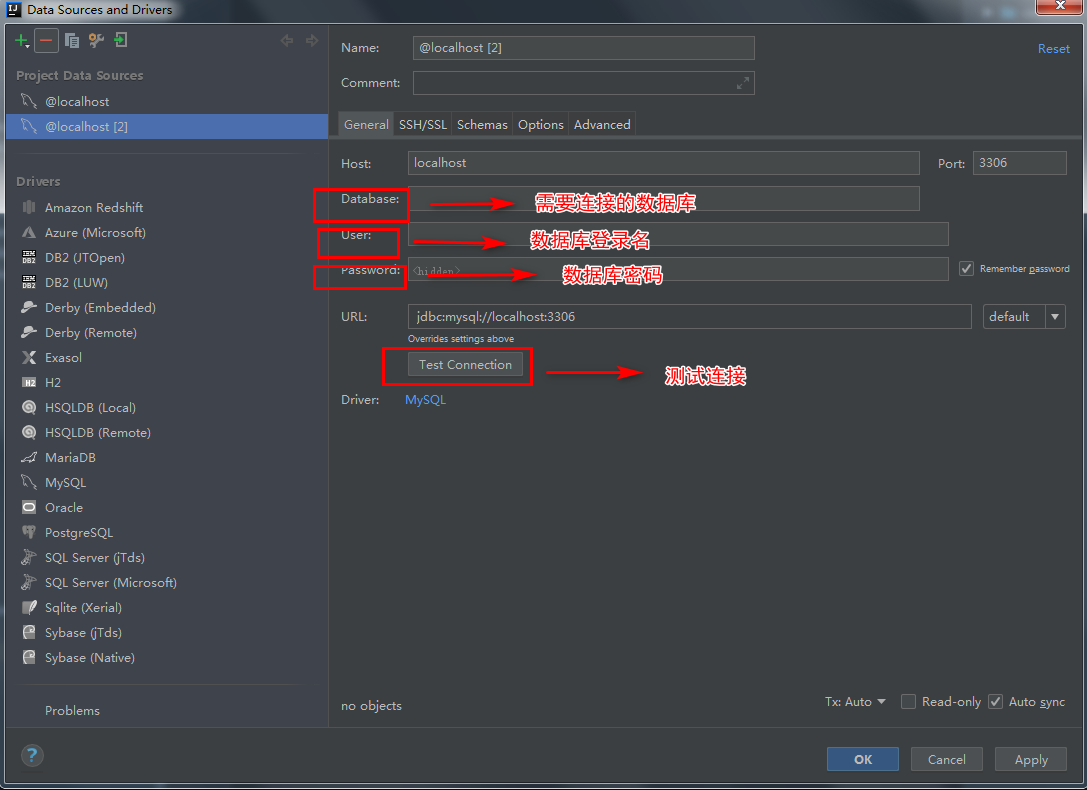 Data Sources and Drivers
Project Data Sources
@localhost
@localhost [2]
Drivers
Amazon Redshift
Azure (Microsoft)
DB2 (JTOpen)
DB2 (LUW)
Derby (Embedded)
Derby (Remote)
Exasol
H2
HSQLDB (Local)
HSQLDB (Remote)
MariaDB
MySQL
Oracle
PostgreSQL
SQL Server (jTds)
SQL Server (Microsoft)
Sqlite (Xerial)
Sybase (jTds)
Sybase (Native)
Problems
Name: @localhost [2]
Reset
Comment:
General SSH/SSL Schemas Options Advanced
Host: localhost Port: 3306
Database: 需要连接的数据库
User: 数据库登录名
Password: <hidden> 数据库密码 Remember password
URL: jdbc:mysql://localhost:3306 default
Overrides settings above
Test Connection 测试连接
Driver: MySQL
no objects Tx: Auto Read-only Auto sync
? OK Cancel Apply